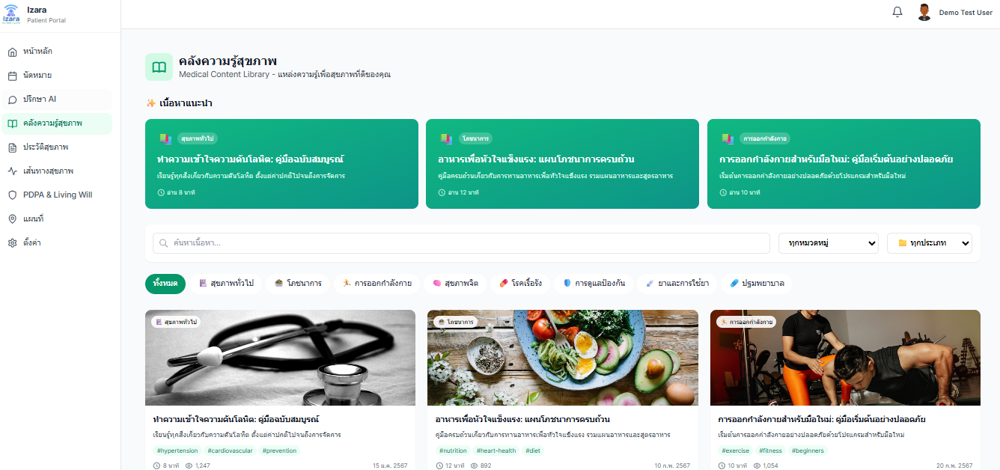 Izara
Izara
Patient Portal
Demo Test User
หน้าหลัก
นัดหมาย
ปรึกษา AI
คลังความรู้สุขภาพ
ประวัติสุขภาพ
เส้นทางสุขภาพ
PDPA & Living Will
แผนที่
ตั้งค่า
คลังความรู้สุขภาพ
Medical Content Library - แหล่งความรู้เพื่อสุขภาพที่ดีของคุณ
เนื้อหาแนะนำ
สุขภาพทั่วไป
ทำความเข้าใจความดันโลหิต: คู่มือฉบับสมบูรณ์
เรียนรู้ทุกสิ่งเกี่ยวกับความดันโลหิต ตั้งแต่ค่าปกติไปจนถึงการจัดการ
อ่าน 8 นาที
โภชนาการ
อาหารเพื่อหัวใจแข็งแรง: แผนโภชนาการครบถ้วน
คู่มือครบถ้วนเกี่ยวกับการทานอาหารเพื่อหัวใจแข็งแรง รวมแผนอาหารและสูตรอาหาร
อ่าน 12 นาที
การออกกำลังกาย
การออกกำลังกายสำหรับมือใหม่: คู่มือเริ่มต้นอย่างปลอดภัย
เริ่มต้นการออกกำลังกายอย่างปลอดภัยด้วยโปรแกรมสำหรับมือใหม่
อ่าน 10 นาที
ค้นหาเนื้อหา...
ทุกหมวดหมู่
ทุกประเภท
ทั้งหมด
สุขภาพทั่วไป
โภชนาการ
การออกกำลังกาย
สุขภาพจิต
โรคเรื้อรัง
การดูแลป้องกัน
ยาและการใช้ยา
ปฐมพยาบาล
สุขภาพทั่วไป
ทำความเข้าใจความดันโลหิต: คู่มือฉบับสมบูรณ์
เรียนรู้ทุกสิ่งเกี่ยวกับความดันโลหิต ตั้งแต่ค่าปกติไปจนถึงการจัดการ
#hypertension #cardiovascular #prevention
8 นาที 1,247 15 ม.ค. 2567
โภชนาการ
อาหารเพื่อหัวใจแข็งแรง: แผนโภชนาการครบถ้วน
คู่มือครบถ้วนเกี่ยวกับการทานอาหารเพื่อหัวใจแข็งแรง รวมแผนอาหารและสูตรอาหาร
#nutrition #heart-health #diet
12 นาที 892 10 ก.พ. 2567
การออกกำลังกาย
การออกกำลังกายสำหรับมือใหม่: คู่มือเริ่มต้นอย่างปลอดภัย
เริ่มต้นการออกกำลังกายอย่างปลอดภัยด้วยโปรแกรมสำหรับมือใหม่
#exercise #fitness #beginners
10 นาที 1,054 20 ก.พ. 2567